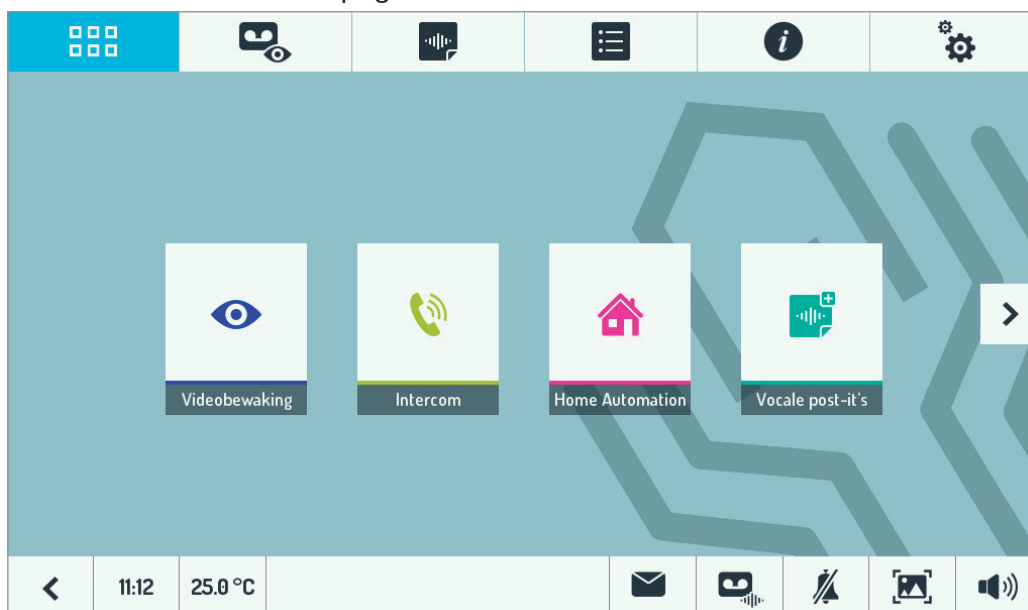 Videobewaking
Intercom
Home Automation
Vocale post-it's
11:12
25.0 °C